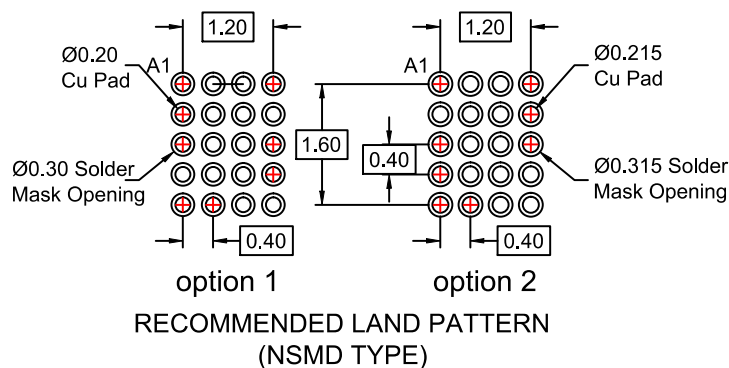 1.20
1.20
Ø0.20
Cu Pad
A1
A1
Ø0.215
Cu Pad
1.60
0.40
Ø0.30 Solder
Mask Opening
Ø0.315 Solder
Mask Opening
0.40
0.40
option 1
option 2
RECOMMENDED LAND PATTERN
(NSMD TYPE)